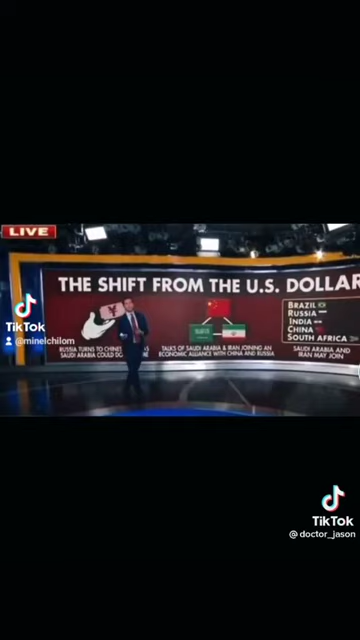 LIVE
THE SHIFT FROM THE U.S. DOLLAR
BRAZIL
RUSSIA
INDIA
CHINA
SOUTH AFRICA
RUSSIA TURNS TO
SAUDI ARABIA COULD
TALKS OF SAUDI ARABIA & IRAN JOINING AN
ECONOMIC ALLIANCE WITH CHINA AND RUSSIA
SAUDI ARABIA AND
IRAN MAY JOIN
TikTok
@minelchilom
TikTok
@doctor_jason